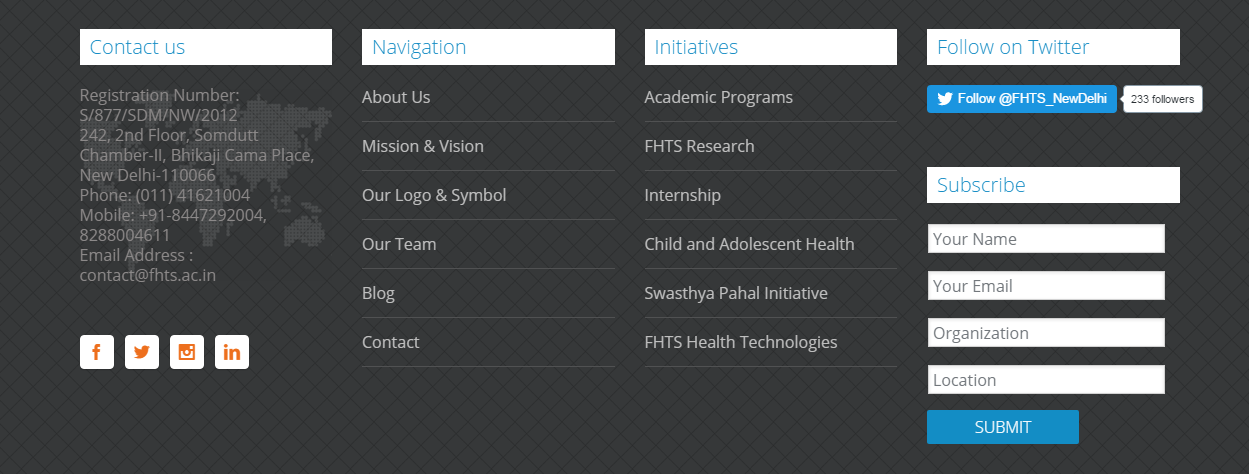 Contact us
Registration Number:
S/877/SDM/NW/2012
242, 2nd Floor, Somdutt
Chamber-II, Bhikaji Cama Place,
New Delhi-110066
Phone: (011) 41621004
Mobile: +91-8447292004,
8288004611
Email Address :
contact@fhts.ac.in
Navigation
About Us
Mission & Vision
Our Logo & Symbol
Our Team
Blog
Contact
Initiatives
Academic Programs
FHTS Research
Internship
Child and Adolescent Health
Swasthya Pahal Initiative
FHTS Health Technologies
Follow on Twitter
Follow @FHTS_NewDelhi
233 followers
Subscribe
Your Name
Your Email
Organization
Location
SUBMIT